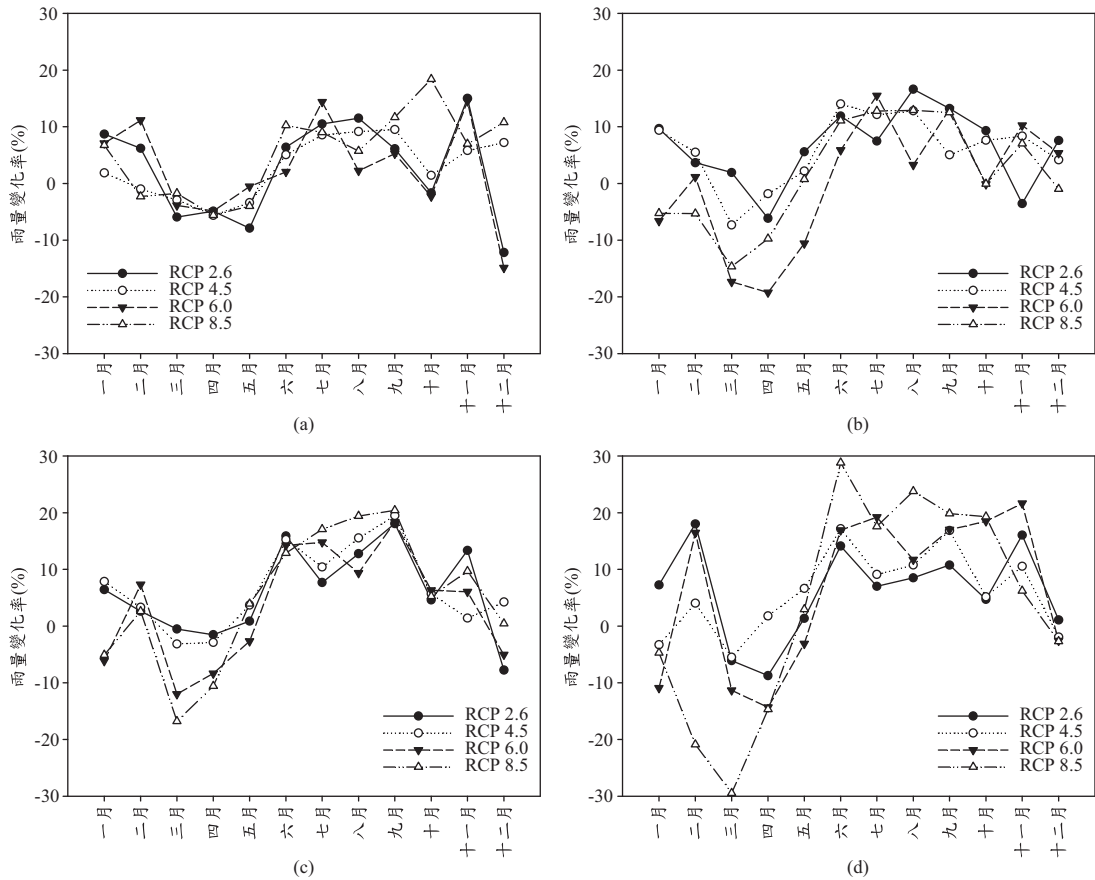 30
20
10
0
-10
-20
-30
雨量變化率(%)
RCP 2.6
RCP 4.5
RCP 6.0
RCP 8.5
一月
二月
三月
四月
五月
六月
七月
八月
九月
十月
十一月
十二月
(a)
30
20
10
0
-10
-20
-30
雨量變化率(%)
RCP 2.6
RCP 4.5
RCP 6.0
RCP 8.5
一月
二月
三月
四月
五月
六月
七月
八月
九月
十月
十一月
十二月
(b)
30
20
10
0
-10
-20
-30
雨量變化率(%)
RCP 2.6
RCP 4.5
RCP 6.0
RCP 8.5
一月
二月
三月
四月
五月
六月
七月
八月
九月
十月
十一月
十二月
(c)
30
20
10
0
-10
-20
-30
雨量變化率(%)
RCP 2.6
RCP 4.5
RCP 6.0
RCP 8.5
一月
二月
三月
四月
五月
六月
七月
八月
九月
十月
十一月
十二月
(d)